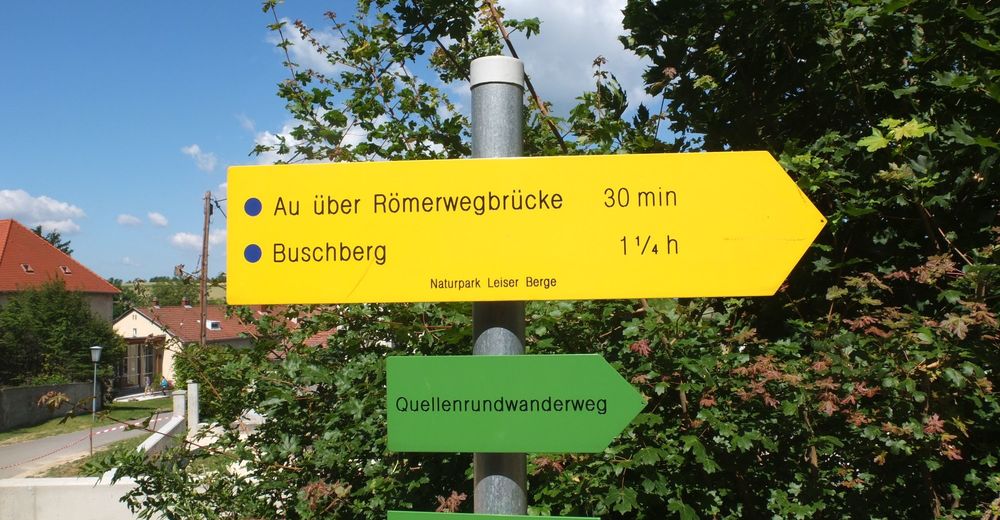 Au über Römerwegbrücke 30 min
Buschberg 1 1/4 h
Naturpark Leiser Berge
Quellenrundwanderweg